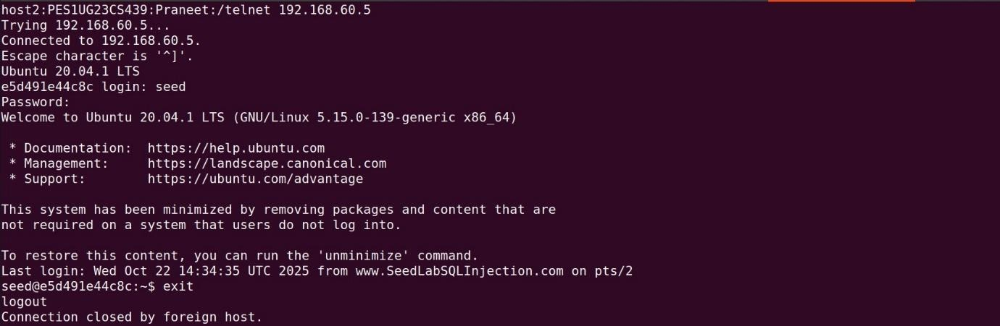 host2:PES1UG23CS439:Praneet:/telnet 192.168.60.5
Trying 192.168.60.5...
Connected to 192.168.60.5.
Escape character is '^]'.
Ubuntu 20.04.1 LTS
e5d491e44c8c login: seed
Password:
Welcome to Ubuntu 20.04.1 LTS (GNU/Linux 5.15.0-139-generic x86_64)

 * Documentation:  https://help.ubuntu.com
 * Management:     https://landscape.canonical.com
 * Support:        https://ubuntu.com/advantage

This system has been minimized by removing packages and content that are
not required on a system that users do not log into.

To restore this content, you can run the 'unminimize' command.
Last login: Wed Oct 22 14:34:35 UTC 2025 from www.SeedLabSQLInjection.com on pts/2
seed@e5d491e44c8c:~$ exit
logout
Connection closed by foreign host.